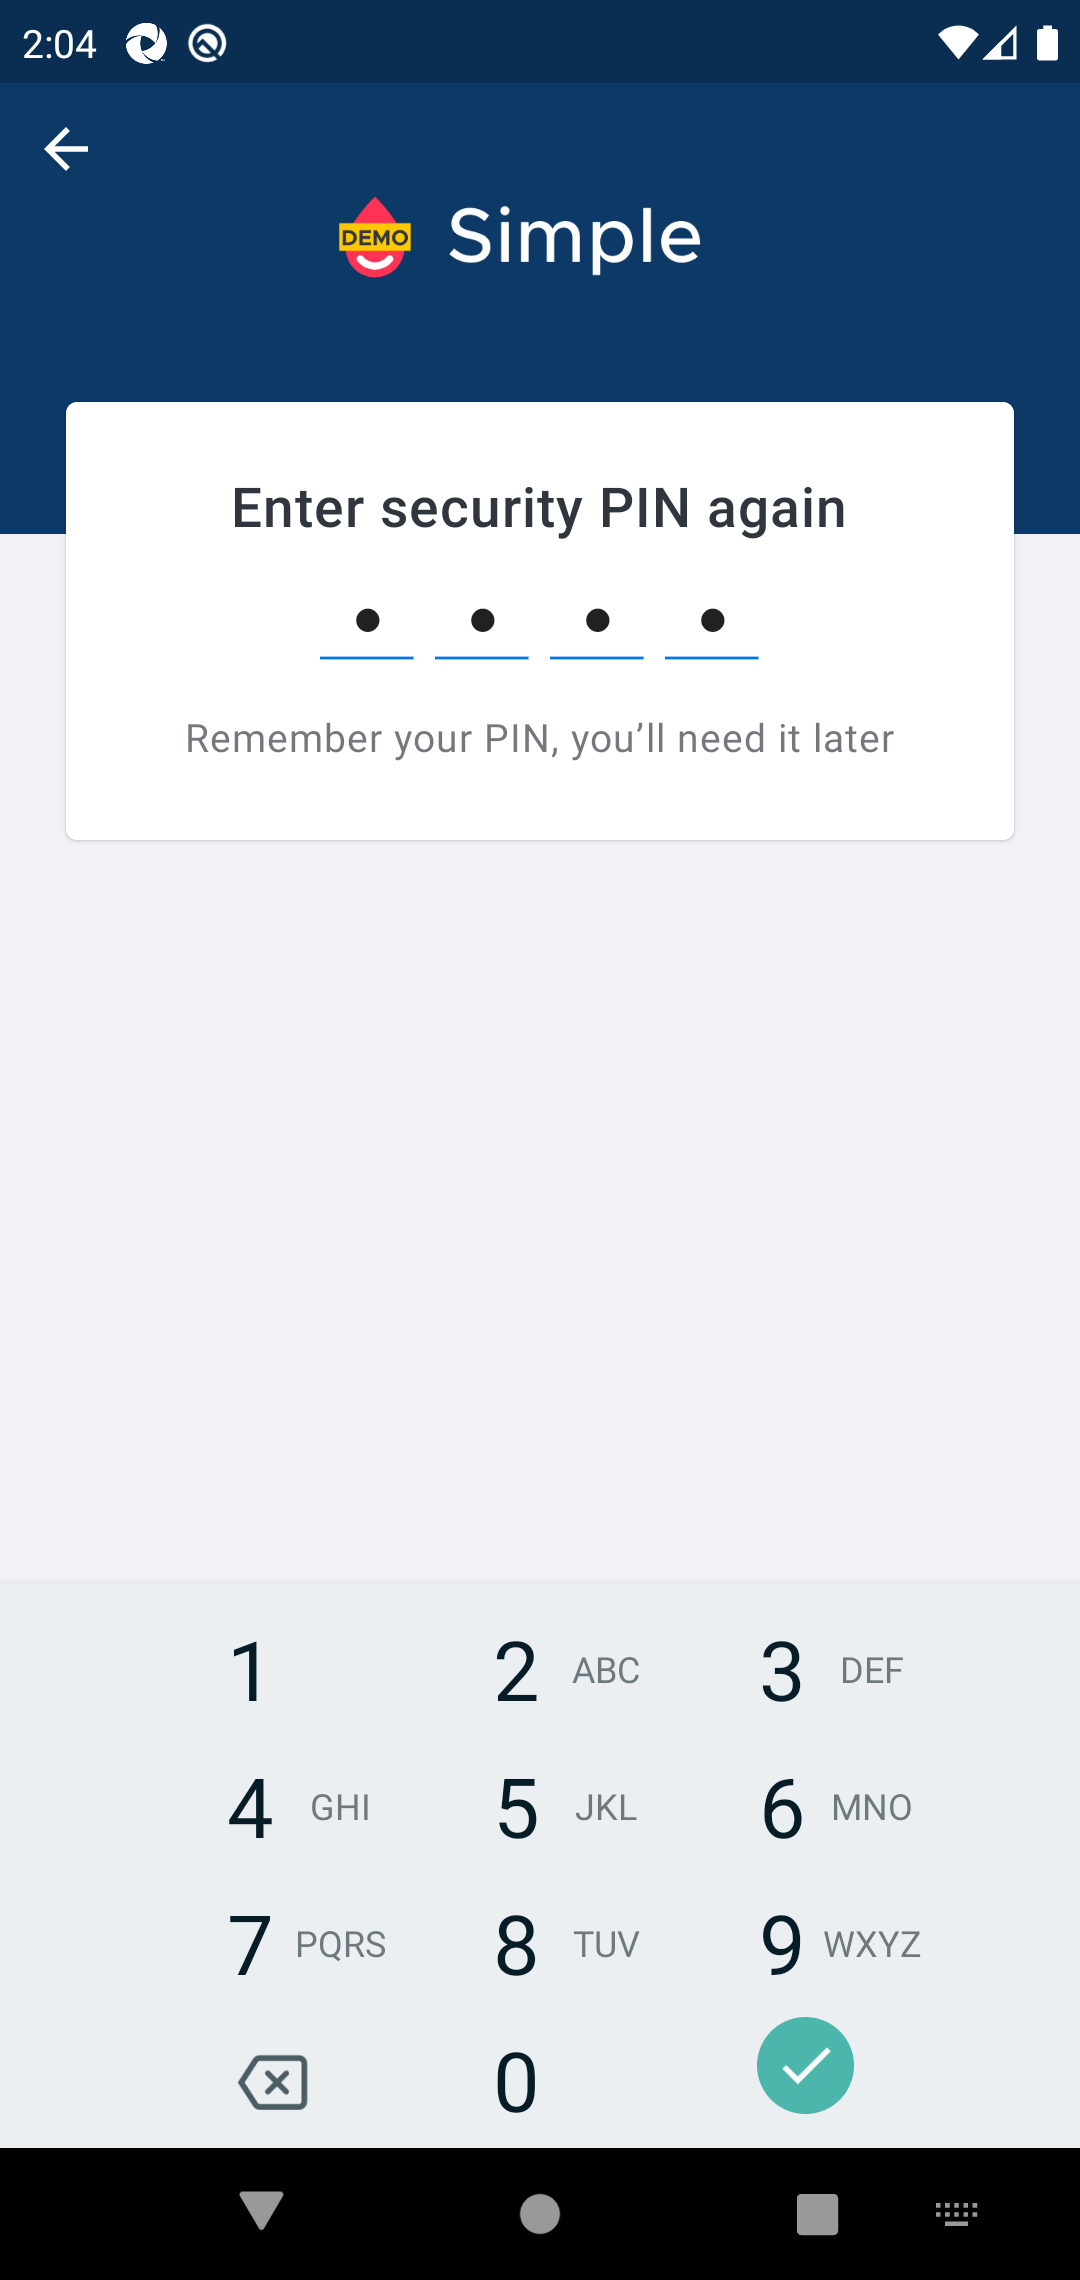 2:04
DEMO Simple
Enter security PIN again
Remember your PIN, you’ll need it later
1 2 ABC 3 DEF
4 GHI 5 JKL 6 MNO
7 PQRS 8 TUV 9 WXYZ
0